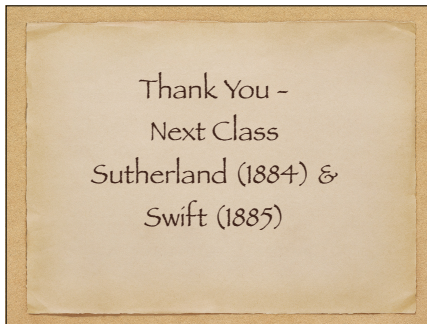 Thank You -
Next Class
Sutherland (1884) &
Swift (1885)